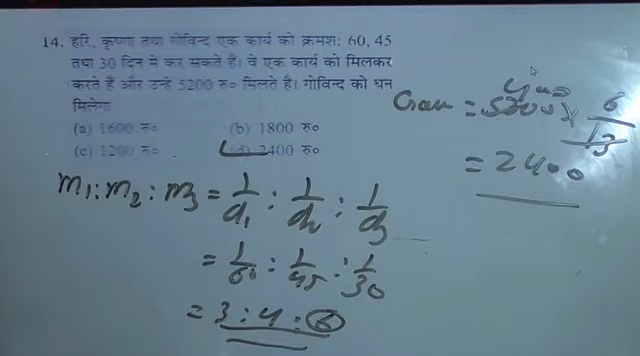 14. हरि, कृष्णा तथा गोविन्द एक कार्य को क्रमश: 60, 45
तथा 30 दिन मे कर सकते है। वे एक कार्य को मिलकर
करते है और उन्हे 5200 रु० मिलते है। गोविन्द को धन
मिलेगा
(a) 1600 रु० (b) 1800 रु०
(c) 1200 रु० (d) 2400 रु०
m₁ : m₂ : m₃ = 1/d₁ : 1/d₂ : 1/d₃
= 1/60 : 1/45 : 1/30
= 3 : 4 : 6
= 5200 × 6/13
= 2400